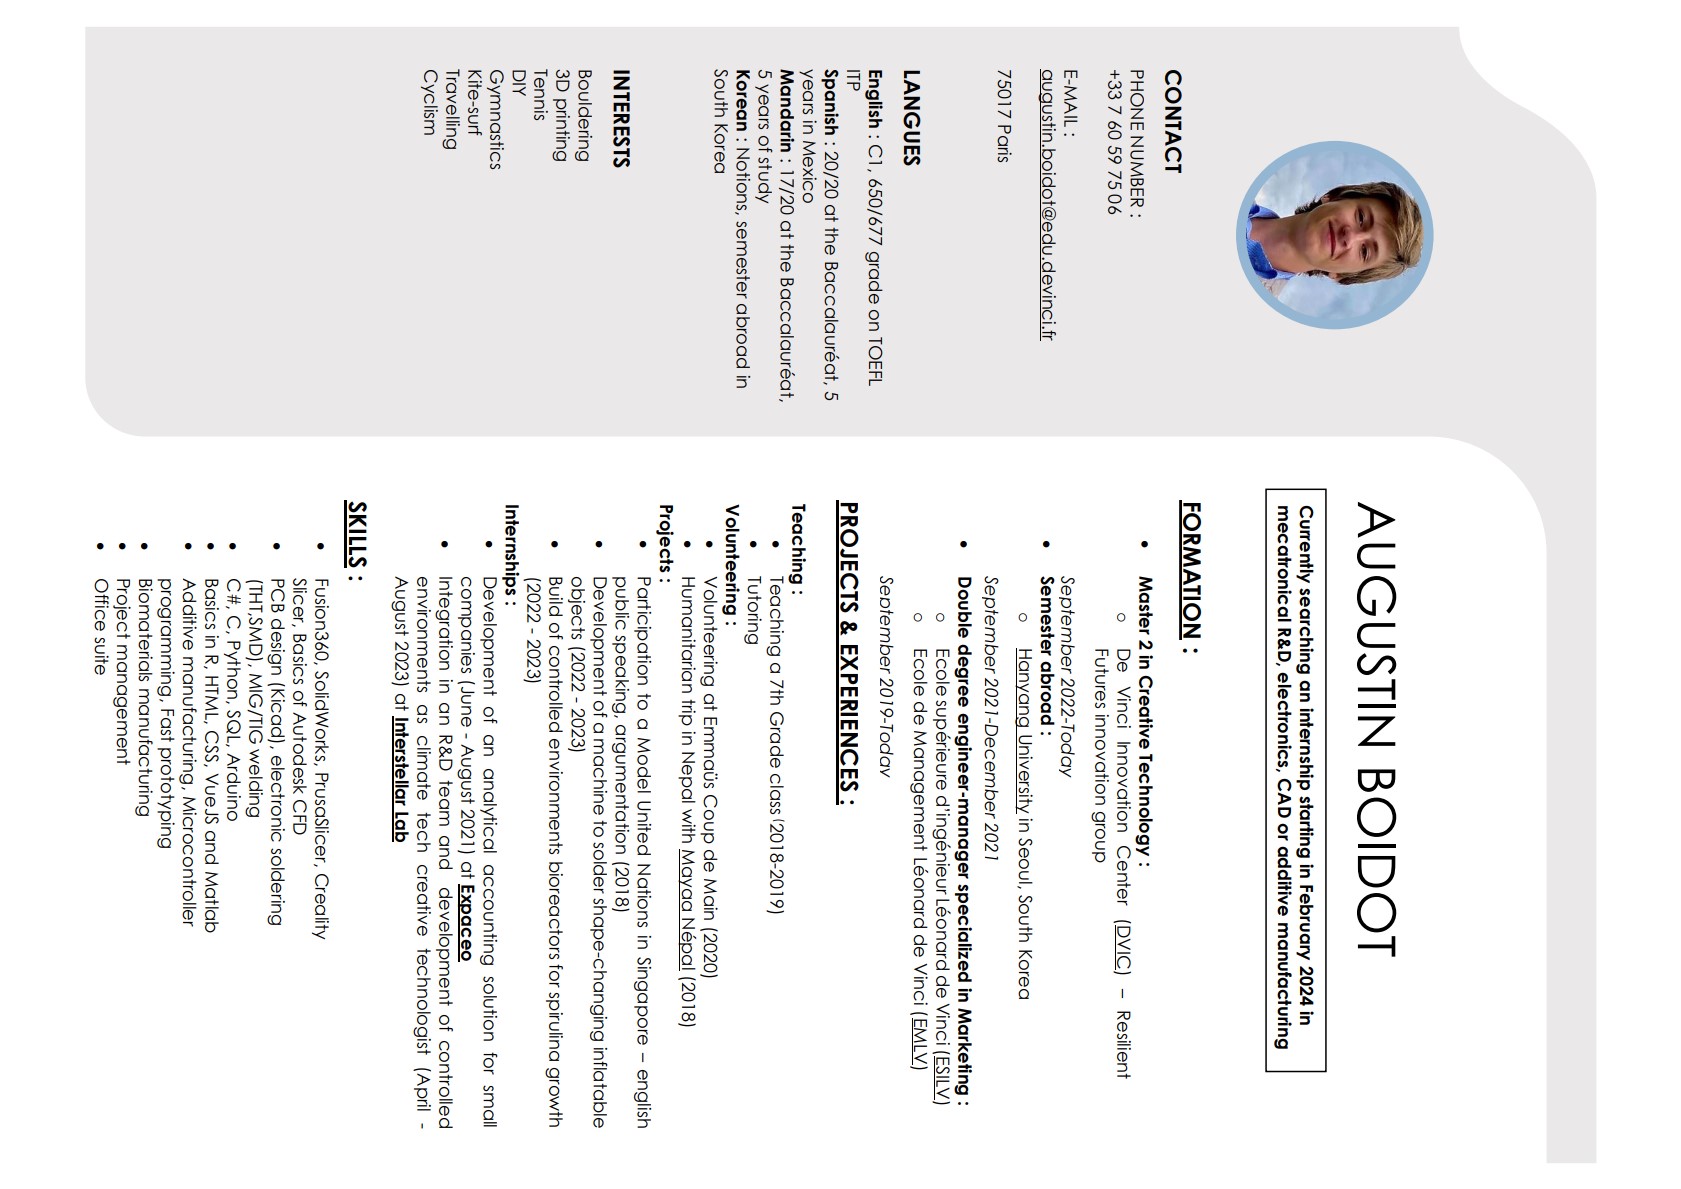 AUGUSTIN BOIDOT
Currently searching an internship starting in February 2024 in
mecatronical R&D, electronics, CAD or additive manufacturing
CONTACT
PHONE NUMBER :
+33 7 60 59 75 06
E-MAIL :
augustin.boidot@edu.devinci.fr
75017 Paris
LANGUES
English : C1, 650/677 grade on TOEFL
ITP
Spanish : 20/20 at the Baccalauréat, 5
years in Mexico
Mandarin : 17/20 at the Baccalauréat,
5 years of study
Korean : Notions, semester abroad in
South Korea
INTERESTS
Bouldering
3D printing
Tennis
DIY
Gymnastics
Kite-surf
Travelling
Cyclism
FORMATION :
• Master 2 in Creative Technology :
o De Vinci Innovation Center (DVIC) – Resilient
Futures innovation group
September 2022-Today
• Semester abroad :
o Hanyang University in Seoul, South Korea
September 2021-December 2021
• Double degree engineer-manager specialized in Marketing :
o Ecole supérieure d'ingénieur Léonard de Vinci (ESILV)
o Ecole de Management Léonard de Vinci (EMLV)
September 2019-Today
PROJECTS & EXPERIENCES :
Teaching :
• Teaching a 7th Grade class (2018-2019)
• Tutoring
Volunteering :
• Volunteering at Emmaüs Coup de Main (2020)
• Humanitarian trip in Nepal with Mayaa Népal (2018)
Projects :
• Participation to a Model United Nations in Singapore – english
public speaking, argumentation (2018)
• Development of a machine to solder shape-changing inflatable
objects (2022 - 2023)
• Build of controlled environments bioreactors for spirulina growth
(2022 - 2023)
Internships :
• Development of an analytical accounting solution for small
companies (June - August 2021) at Expaceo
• Integration in an R&D team and development of controlled
environments as climate tech creative technologist (April -
August 2023) at Interstellar Lab
SKILLS :
• Fusion360, SolidWorks, PrusaSlicer, Creality
Slicer, Basics of Autodesk CFD
• PCB design (Kicad), electronic soldering
(THT,SMD), MIG/TIG welding
• C#, C, Python, SQL, Arduino
• Basics in R, HTML, CSS, VueJS and Matlab
• Additive manufacturing, Microcontroller
programming, Fast prototyping
• Biomaterials manufacturing
• Project management
• Office suite